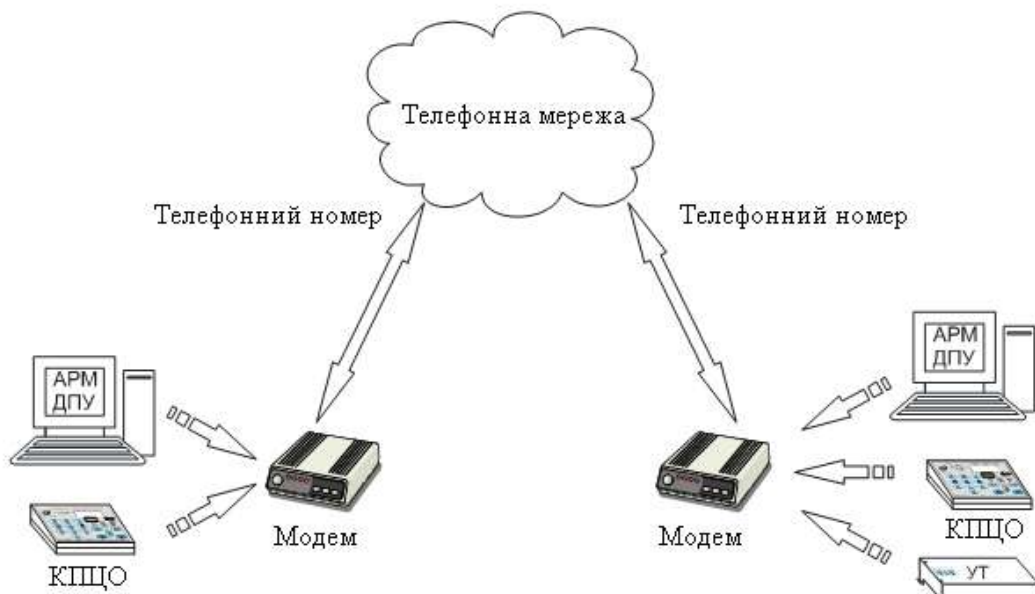 Телефонна мережа
Телефонний номер
Телефонний номер
АРМ
ДПУ
АРМ
ДПУ
Модем
Модем
КПЦО
КПЦО
УТ